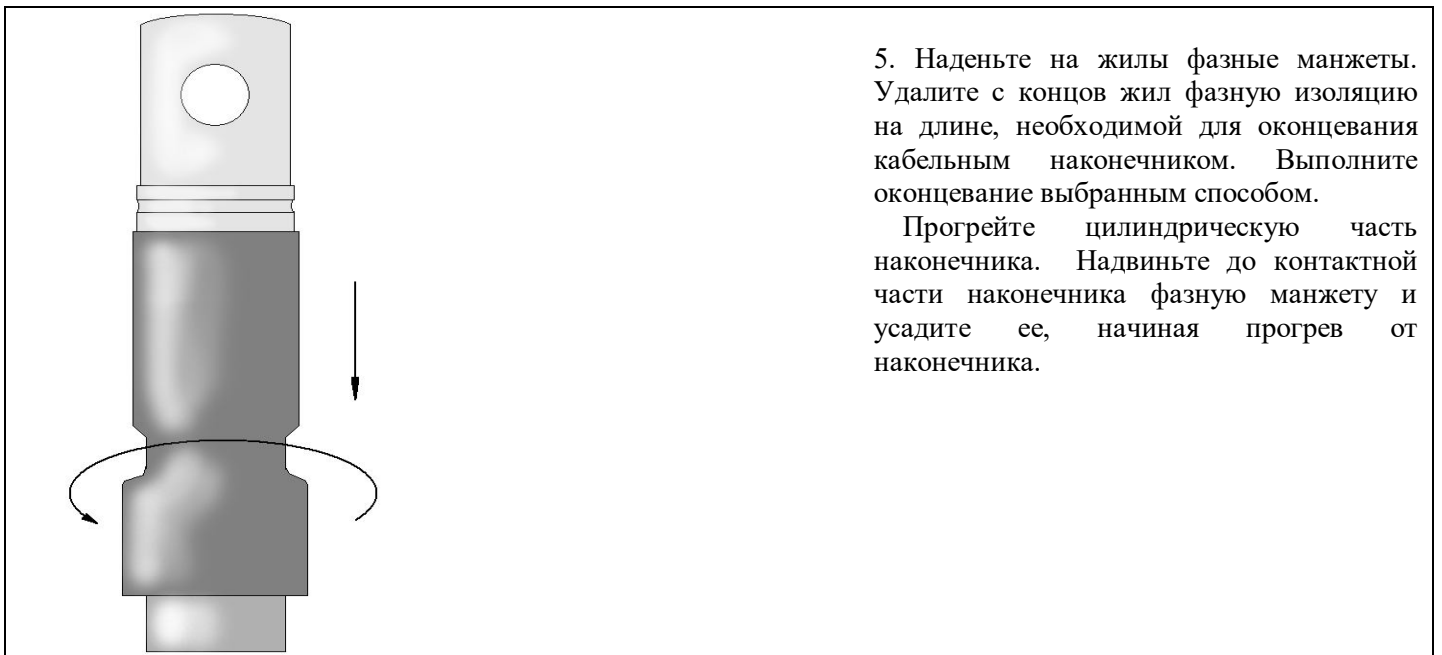 5. Наденьте на жилы фазные манжеты.
Удалите с концов жил фазную изоляцию
на длине, необходимой для оконцевания
кабельным наконечником. Выполните
оконцевание выбранным способом.
Прогрейте цилиндрическую часть
наконечника. Надвиньте до контактной
части наконечника фазную манжету и
усадите ее, начиная прогрев от
наконечника.